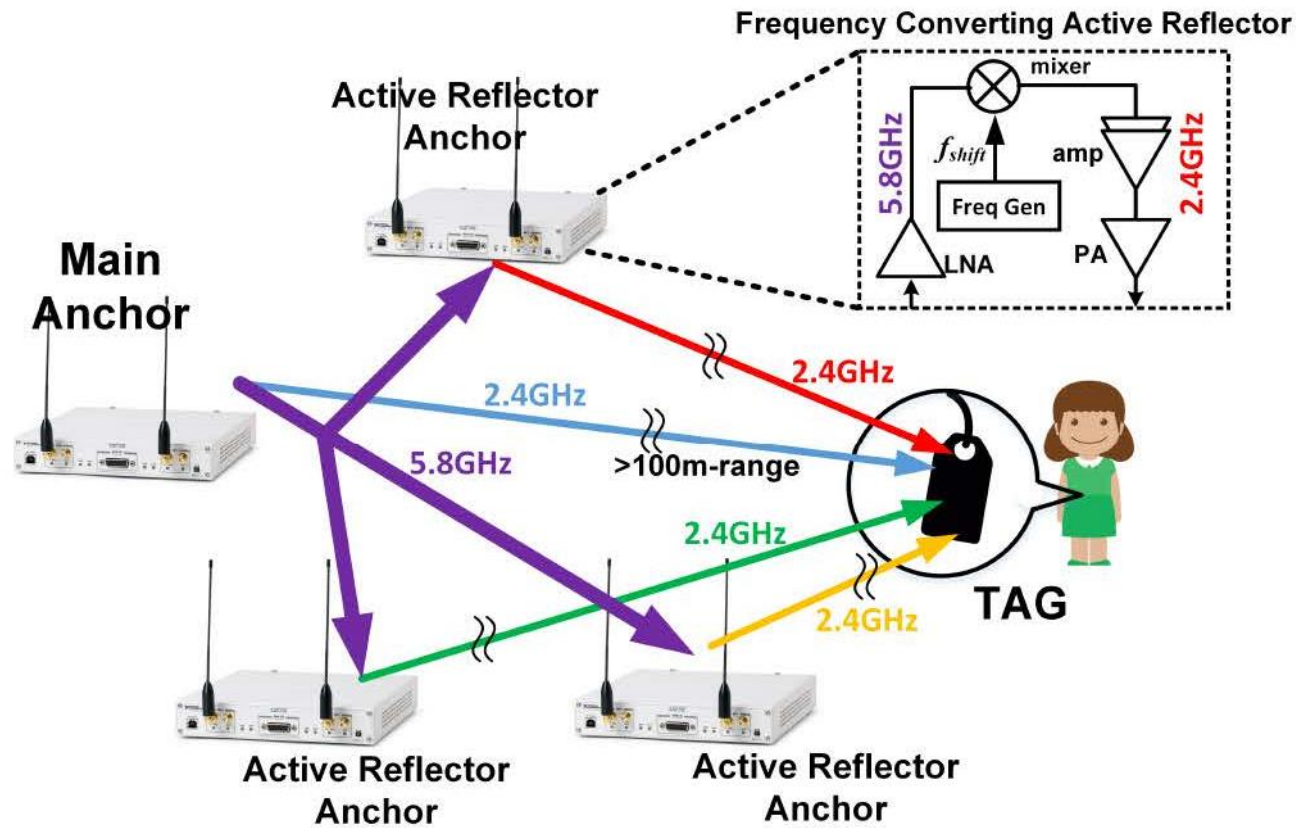 Frequency Converting Active Reflector
mixer
5.8GHz
f_shift
amp
2.4GHz
Freq Gen
LNA
PA
Active Reflector
Anchor
Main
Anchor
2.4GHz
2.4GHz
5.8GHz
>100m-range
2.4GHz
2.4GHz
TAG
Active Reflector
Anchor
Active Reflector
Anchor